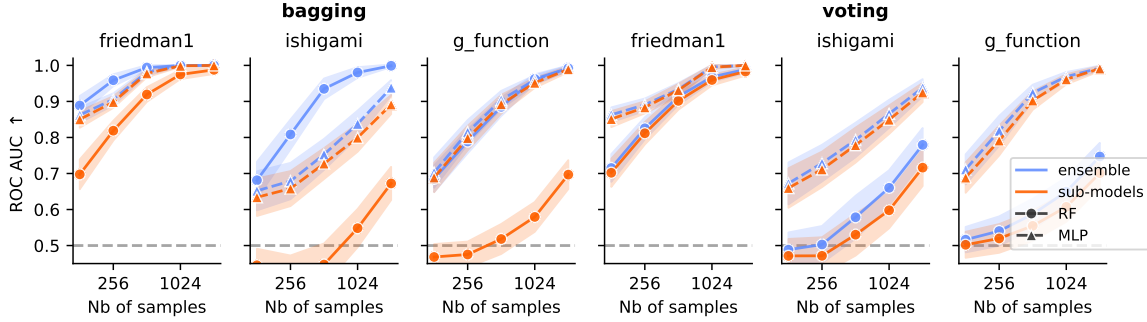 bagging
voting
friedman1
ishigami
g_function
friedman1
ishigami
g_function
ROC AUC ↑
1.0
0.9
0.8
0.7
0.6
0.5
256
1024
256
1024
256
1024
256
1024
256
1024
256
1024
Nb of samples
Nb of samples
Nb of samples
Nb of samples
Nb of samples
Nb of samples
ensemble
sub-models
RF
MLP